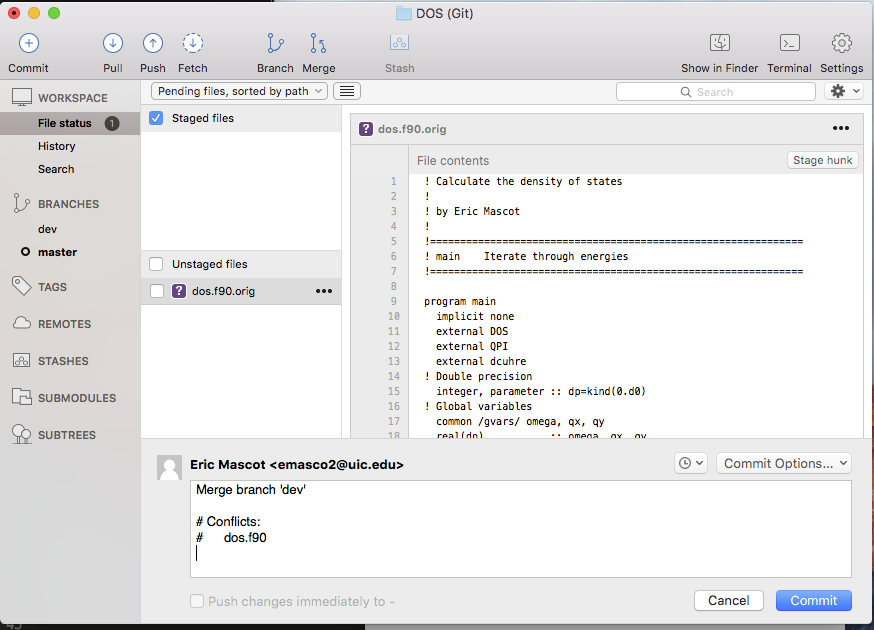 DOS (Git)
Commit Pull Push Fetch Branch Merge Stash Show in Finder Terminal Settings
WORKSPACE
File status 1
History
Search
BRANCHES
dev
master
TAGS
REMOTES
STASHES
SUBMODULES
SUBTREES
Pending files, sorted by path
Search
Staged files
Unstaged files
? dos.f90.orig •••
? dos.f90.orig •••
File contents Stage hunk
1 ! Calculate the density of states
2 !
3 ! by Eric Mascot
4 !
5 !==============================================================
6 ! main    Iterate through energies
7 !==============================================================
8
9 program main
10   implicit none
11   external DOS
12   external QPI
13   external dcuhre
14 ! Double precision
15   integer, parameter :: dp=kind(0.d0)
16 ! Global variables
17   common /gvars/ omega, qx, qy
18   real(dp)           :: omega, qx, qy
Eric Mascot <emasco2@uic.edu>
Commit Options...
Merge branch 'dev'
# Conflicts:
#      dos.f90
Push changes immediately to -
Cancel Commit